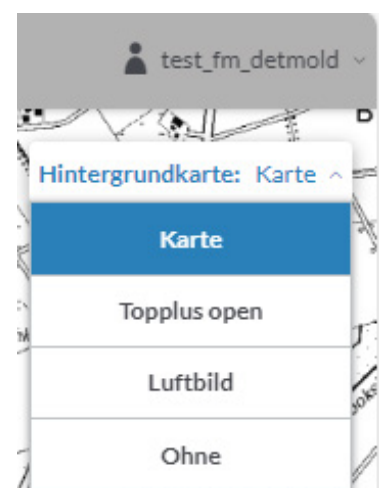 test_fm_detmold
Hintergrundkarte: Karte
Karte
Topplus open
Luftbild
Ohne